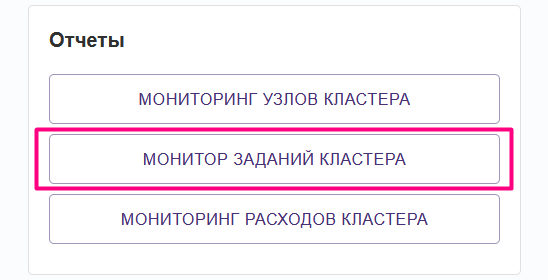 Отчеты
МОНИТОРИНГ УЗЛОВ КЛАСТЕРА
МОНИТОР ЗАДАНИЙ КЛАСТЕРА
МОНИТОРИНГ РАСХОДОВ КЛАСТЕРА